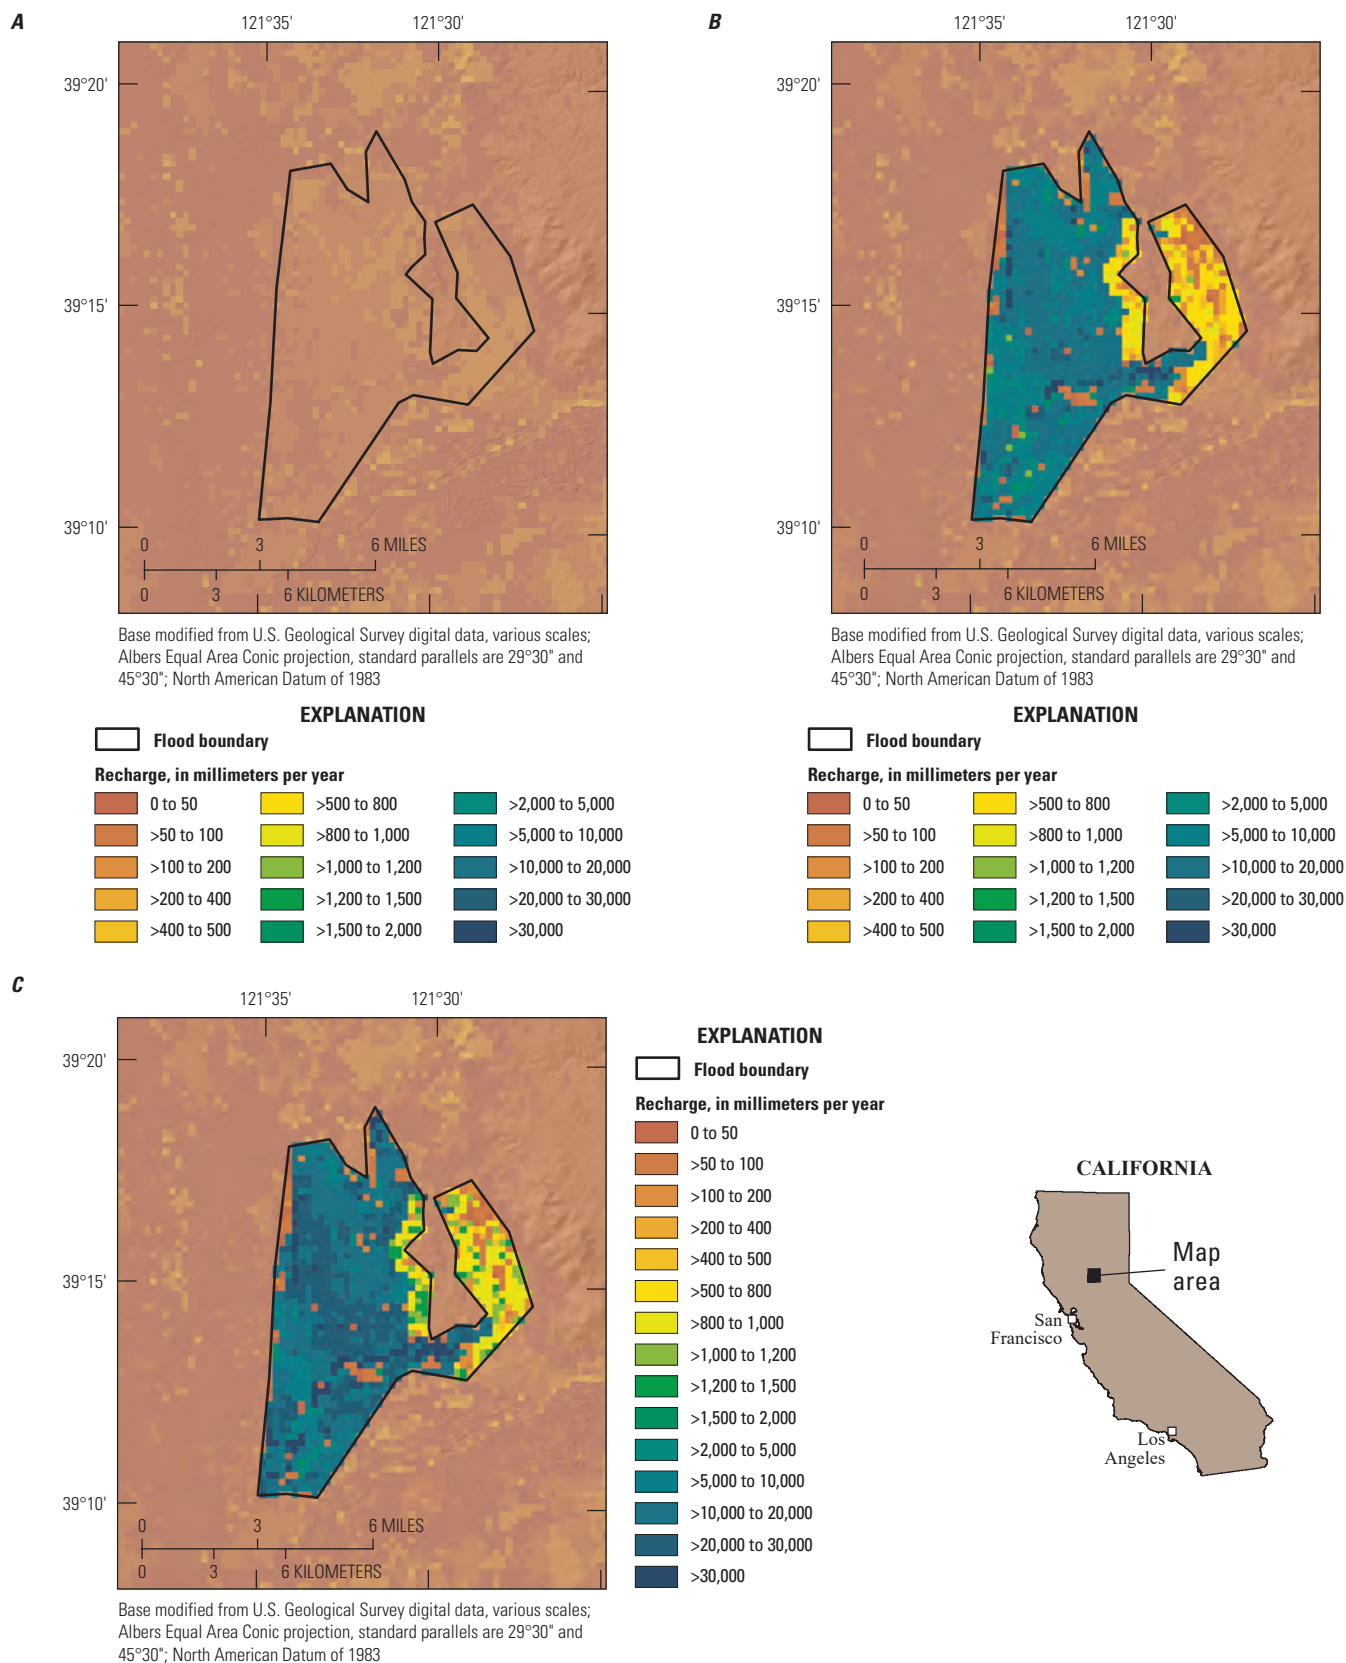 A
121°35'
121°30'
39°20'
39°15'
39°10'
0
3
6 MILES
0
3
6 KILOMETERS
Base modified from U.S. Geological Survey digital data, various scales;
Albers Equal Area Conic projection, standard parallels are 29°30" and
45°30"; North American Datum of 1983
EXPLANATION
Flood boundary
Recharge, in millimeters per year
0 to 50
>50 to 100
>100 to 200
>200 to 400
>400 to 500
>500 to 800
>800 to 1,000
>1,000 to 1,200
>1,200 to 1,500
>1,500 to 2,000
>2,000 to 5,000
>5,000 to 10,000
>10,000 to 20,000
>20,000 to 30,000
>30,000
B
121°35'
121°30'
39°20'
39°15'
39°10'
0
3
6 MILES
0
3
6 KILOMETERS
Base modified from U.S. Geological Survey digital data, various scales;
Albers Equal Area Conic projection, standard parallels are 29°30" and
45°30"; North American Datum of 1983
EXPLANATION
Flood boundary
Recharge, in millimeters per year
0 to 50
>50 to 100
>100 to 200
>200 to 400
>400 to 500
>500 to 800
>800 to 1,000
>1,000 to 1,200
>1,200 to 1,500
>1,500 to 2,000
>2,000 to 5,000
>5,000 to 10,000
>10,000 to 20,000
>20,000 to 30,000
>30,000
C
121°35'
121°30'
39°20'
39°15'
39°10'
0
3
6 MILES
0
3
6 KILOMETERS
Base modified from U.S. Geological Survey digital data, various scales;
Albers Equal Area Conic projection, standard parallels are 29°30" and
45°30"; North American Datum of 1983
EXPLANATION
Flood boundary
Recharge, in millimeters per year
0 to 50
>50 to 100
>100 to 200
>200 to 400
>400 to 500
>500 to 800
>800 to 1,000
>1,000 to 1,200
>1,200 to 1,500
>1,500 to 2,000
>2,000 to 5,000
>5,000 to 10,000
>10,000 to 20,000
>20,000 to 30,000
>30,000
CALIFORNIA
Map
area
San
Francisco
Los
Angeles